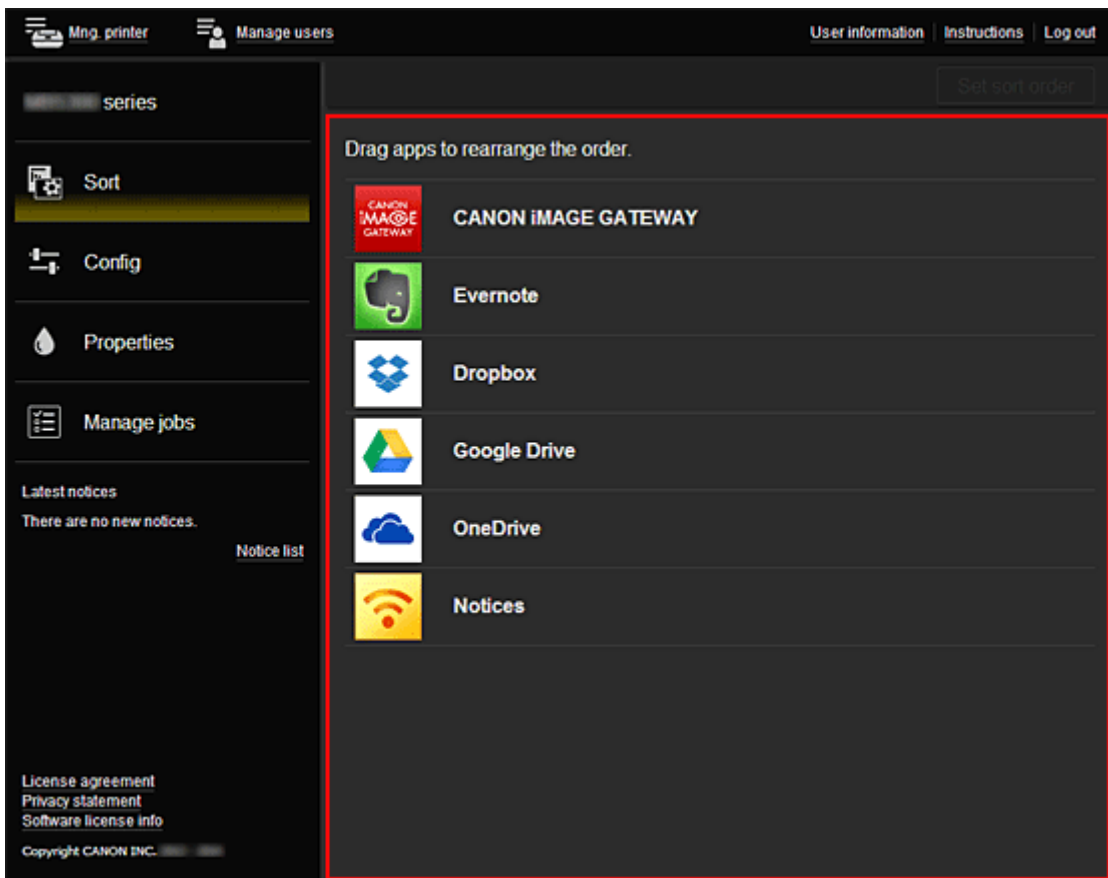 Mng. printer
Manage users
User information
Instructions
Log out
series
Set sort order
Sort
Config
Properties
Manage jobs
Latest notices
There are no new notices.
Notice list
License agreement
Privacy statement
Software license info
Copyright CANON INC.
Drag apps to rearrange the order.
CANON
iMAGE
GATEWAY
CANON iMAGE GATEWAY
Evernote
Dropbox
Google Drive
OneDrive
Notices